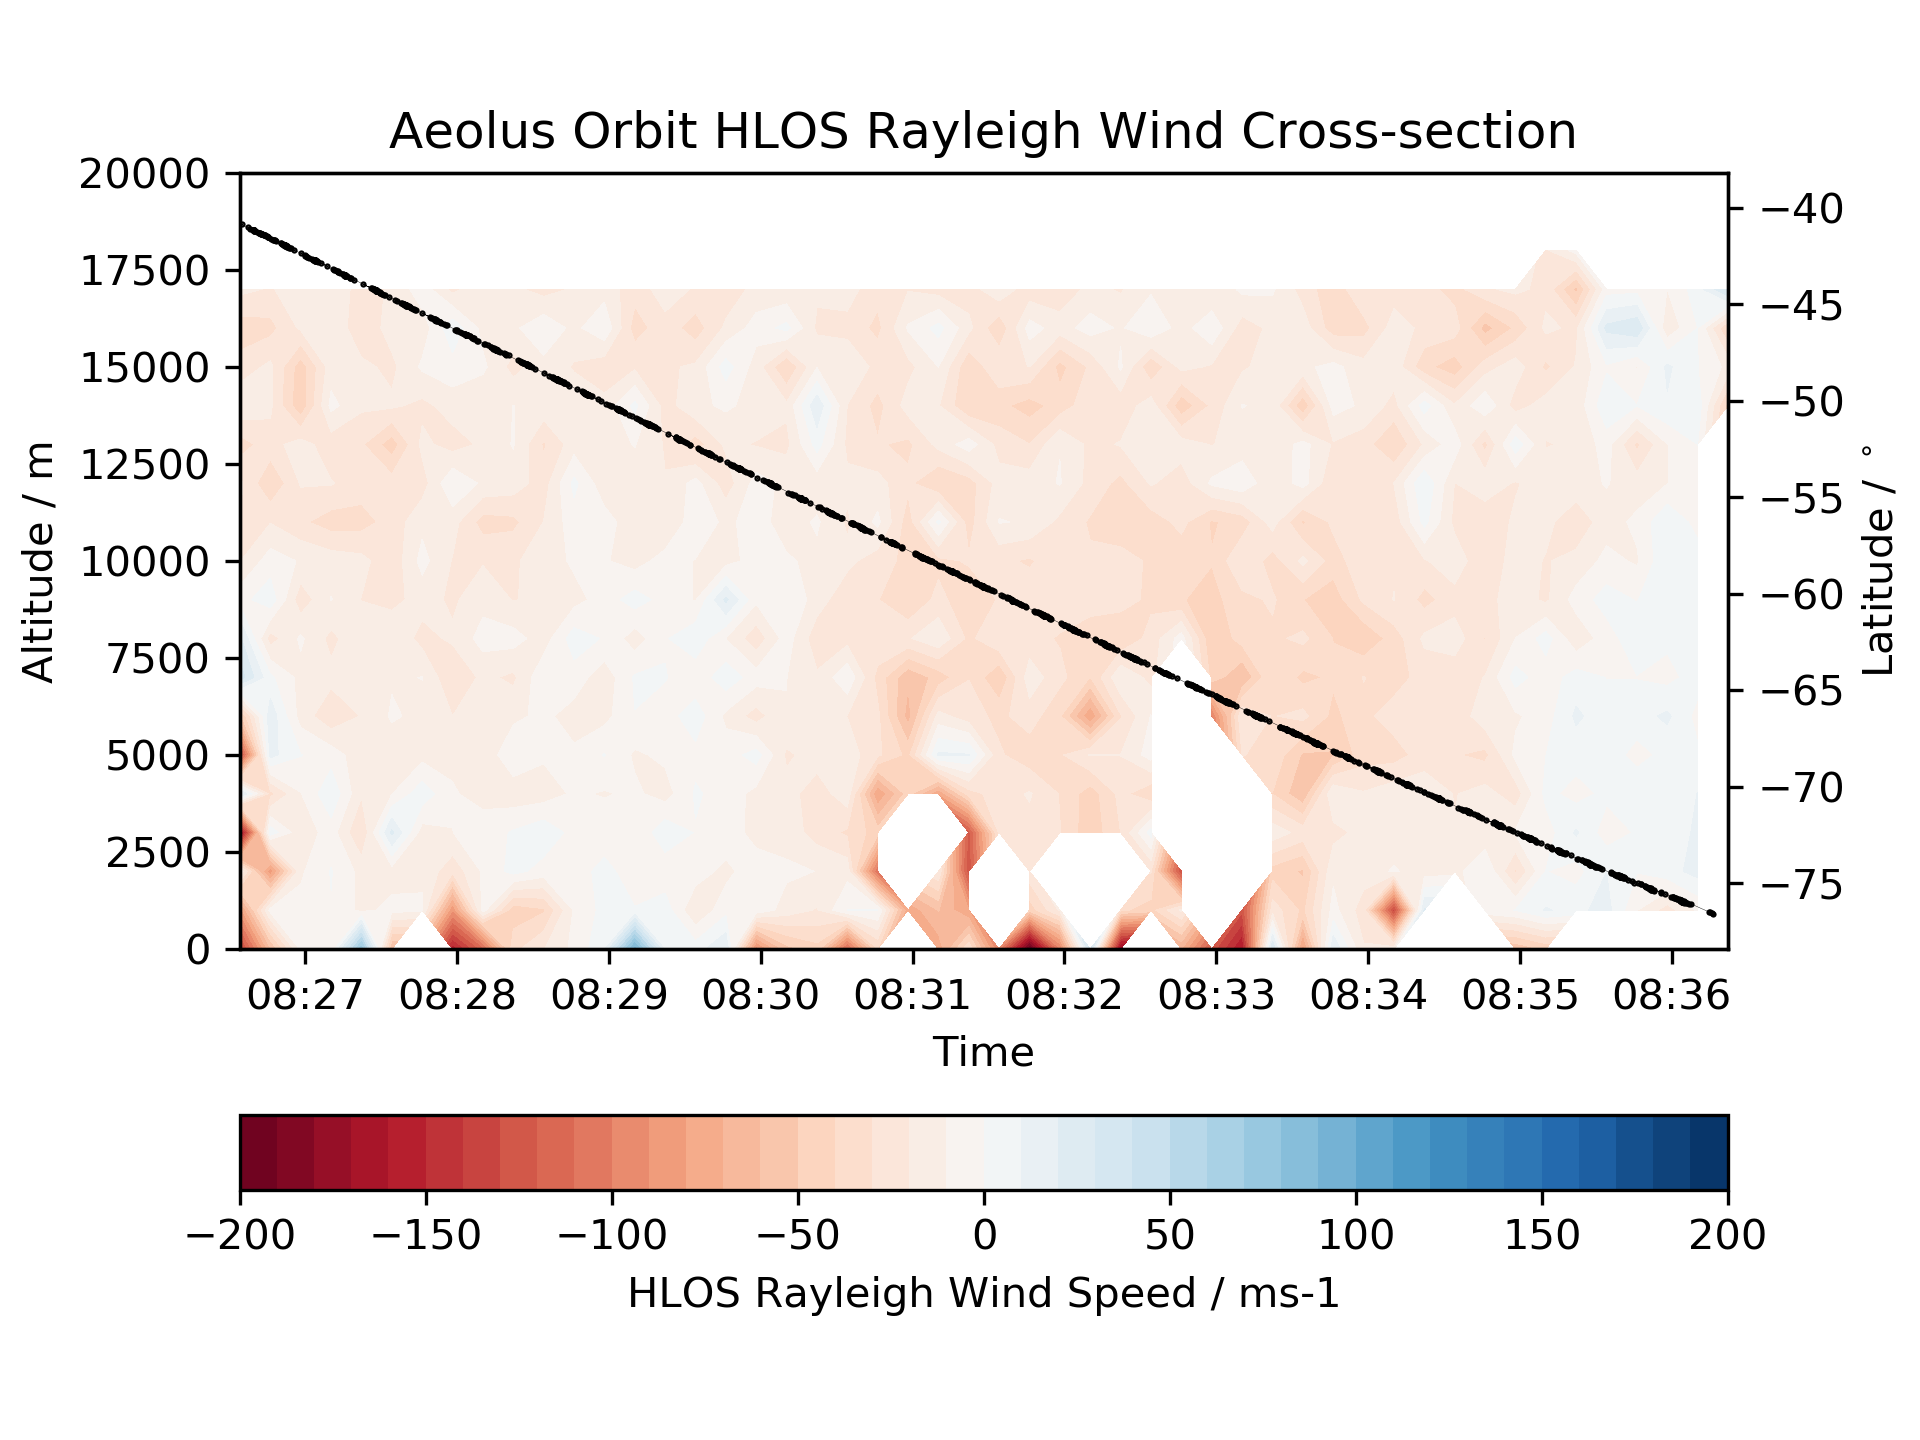 Aeolus Orbit HLOS Rayleigh Wind Cross-section
20000
17500
15000
12500
10000
7500
5000
2500
0
Altitude / m
−40
−45
−50
−55
−60
−65
−70
−75
Latitude / °
08:27 08:28 08:29 08:30 08:31 08:32 08:33 08:34 08:35 08:36
Time
−200 −150 −100 −50 0 50 100 150 200
HLOS Rayleigh Wind Speed / ms-1